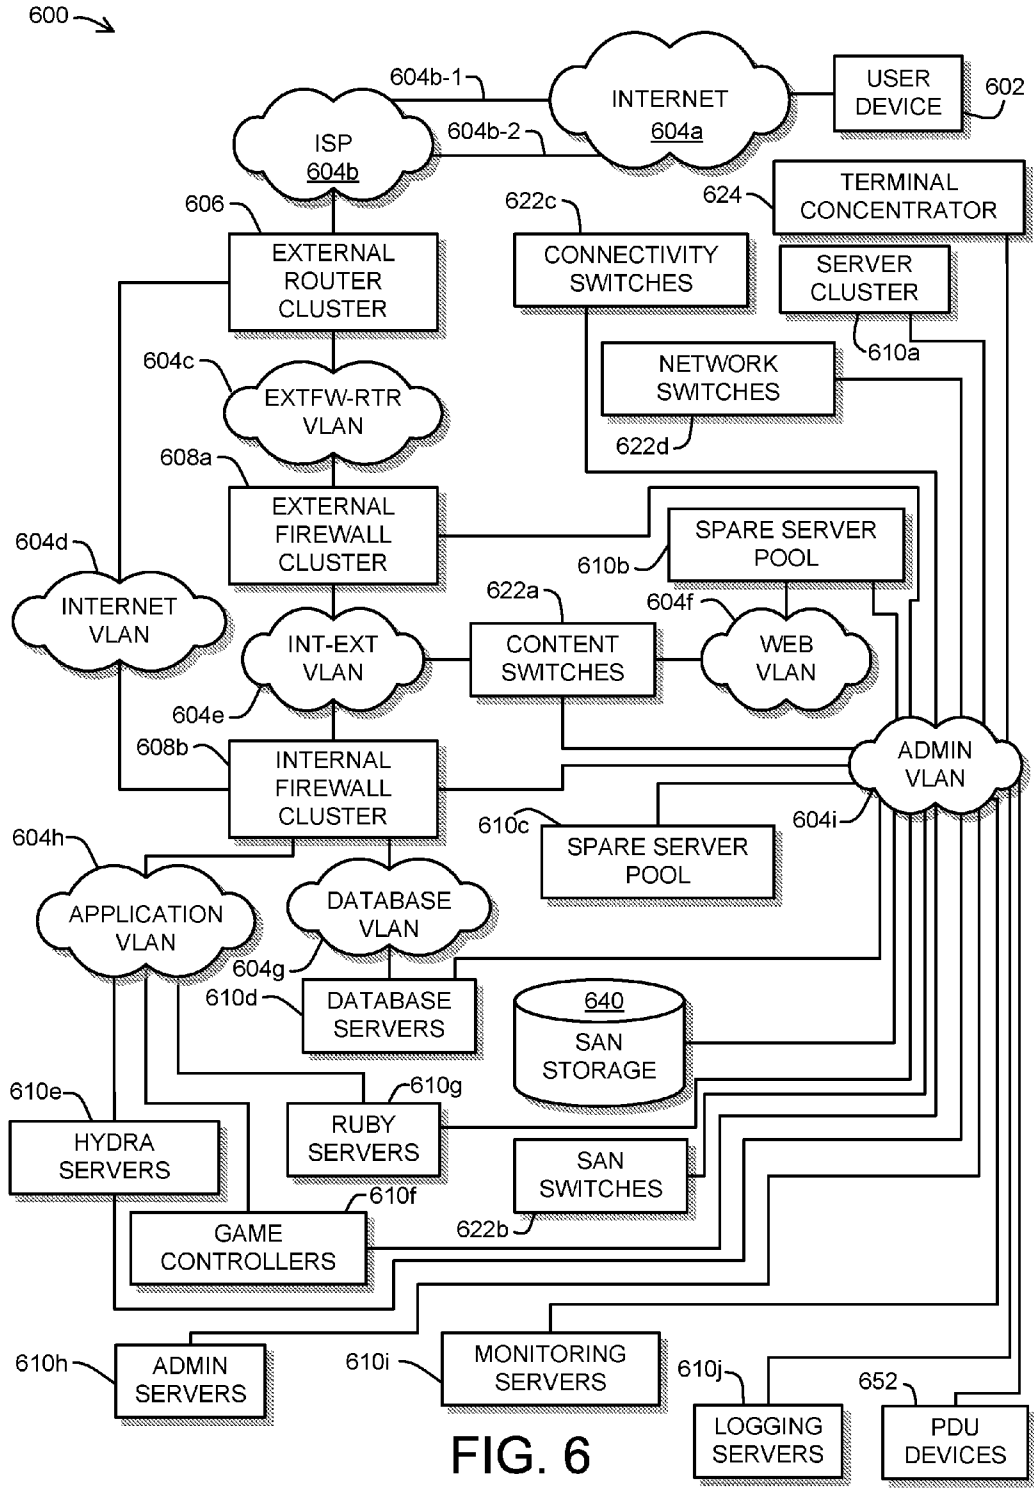 600
604b-1
INTERNET
604a
USER
DEVICE
602
ISP
604b
604b-2
624
TERMINAL
CONCENTRATOR
606
622c
EXTERNAL
ROUTER
CLUSTER
CONNECTIVITY
SWITCHES
SERVER
CLUSTER
610a
604c
EXTFW-RTR
VLAN
NETWORK
SWITCHES
622d
608a
EXTERNAL
FIREWALL
CLUSTER
SPARE SERVER
POOL
610b
604d
INTERNET
VLAN
622a
604f
INT-EXT
VLAN
CONTENT
SWITCHES
WEB
VLAN
604e
608b
INTERNAL
FIREWALL
CLUSTER
ADMIN
VLAN
604i
610c
SPARE SERVER
POOL
604h
APPLICATION
VLAN
DATABASE
VLAN
604g
610d
DATABASE
SERVERS
640
SAN
STORAGE
610e
HYDRA
SERVERS
610g
RUBY
SERVERS
SAN
SWITCHES
622b
610f
GAME
CONTROLLERS
610h
ADMIN
SERVERS
610i
MONITORING
SERVERS
610j
LOGGING
SERVERS
652
PDU
DEVICES
FIG. 6